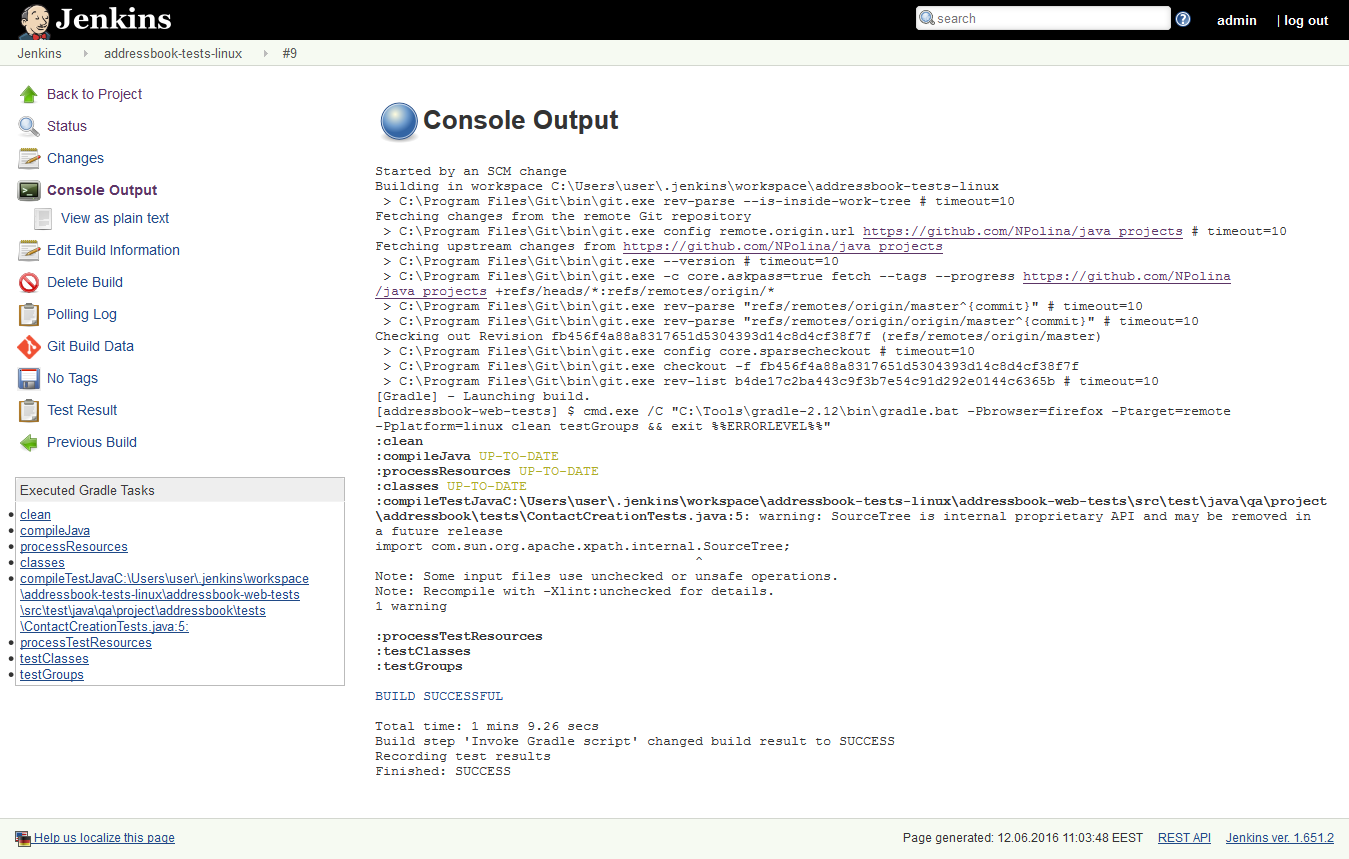 Jenkins
search
admin
| log out
Jenkins
addressbook-tests-linux
#9
Back to Project
Status
Changes
Console Output
View as plain text
Edit Build Information
Delete Build
Polling Log
Git Build Data
No Tags
Test Result
Previous Build
Executed Gradle Tasks
clean
compileJava
processResources
classes
compileTestJavaC:\Users\user\.jenkins\workspace
\addressbook-tests-linux\addressbook-web-tests
\src\test\java\qa\project\addressbook\tests
\ContactCreationTests.java:5:
processTestResources
testClasses
testGroups
Console Output
Started by an SCM change
Building in workspace C:\Users\user\.jenkins\workspace\addressbook-tests-linux
> C:\Program Files\Git\bin\git.exe rev-parse --is-inside-work-tree # timeout=10
Fetching changes from the remote Git repository
> C:\Program Files\Git\bin\git.exe config remote.origin.url https://github.com/NPolina/java_projects # timeout=10
Fetching upstream changes from https://github.com/NPolina/java_projects
> C:\Program Files\Git\bin\git.exe --version # timeout=10
> C:\Program Files\Git\bin\git.exe -c core.askpass=true fetch --tags --progress https://github.com/NPolina
/java_projects +refs/heads/*:refs/remotes/origin/*
> C:\Program Files\Git\bin\git.exe rev-parse "refs/remotes/origin/master^{commit}" # timeout=10
> C:\Program Files\Git\bin\git.exe rev-parse "refs/remotes/origin/origin/master^{commit}" # timeout=10
Checking out Revision fb456f4a88a8317651d5304393d14c8d4cf38f7f (refs/remotes/origin/master)
> C:\Program Files\Git\bin\git.exe config core.sparsecheckout # timeout=10
> C:\Program Files\Git\bin\git.exe checkout -f fb456f4a88a8317651d5304393d14c8d4cf38f7f
> C:\Program Files\Git\bin\git.exe rev-list b4de17c2ba443c9f3b7e54c91d292e0144c6365b # timeout=10
[Gradle] - Launching build.
[addressbook-web-tests] $ cmd.exe /C "C:\Tools\gradle-2.12\bin\gradle.bat -Pbrowser=firefox -Ptarget=remote
-Pplatform=linux clean testGroups && exit %%ERRORLEVEL%%"
:clean
:compileJava UP-TO-DATE
:processResources UP-TO-DATE
:classes UP-TO-DATE
:compileTestJavaC:\Users\user\.jenkins\workspace\addressbook-tests-linux\addressbook-web-tests\src\test\java\qa\project
\addressbook\tests\ContactCreationTests.java:5: warning: SourceTree is internal proprietary API and may be removed in
a future release
import com.sun.org.apache.xpath.internal.SourceTree;
^
Note: Some input files use unchecked or unsafe operations.
Note: Recompile with -Xlint:unchecked for details.
1 warning
:processTestResources
:testClasses
:testGroups
BUILD SUCCESSFUL
Total time: 1 mins 9.26 secs
Build step 'Invoke Gradle script' changed build result to SUCCESS
Recording test results
Finished: SUCCESS
Help us localize this page
Page generated: 12.06.2016 11:03:48 EEST
REST API
Jenkins ver. 1.651.2